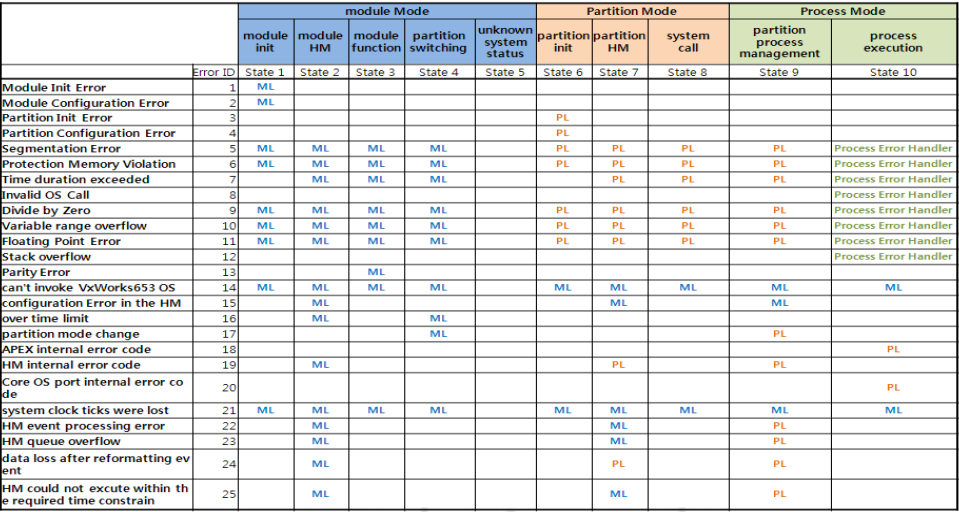 module Mode Partition Mode Process Mode
module init module HM module function partition switching unknown system status partition init partition HM system call partition process management process execution
Error ID State 1 State 2 State 3 State 4 State 5 State 6 State 7 State 8 State 9 State 10
Module Init Error 1 ML
Module Configuration Error 2 ML
Partition Init Error 3 PL
Partition Configuration Error 4 PL
Segmentation Error 5 ML ML ML ML PL PL PL PL Process Error Handler
Protection Memory Violation 6 ML ML ML ML PL PL PL PL Process Error Handler
Time duration exceeded 7 ML ML ML PL PL PL Process Error Handler
Invalid OS Call 8 Process Error Handler
Divide by Zero 9 ML ML ML ML PL PL PL PL Process Error Handler
Variable range overflow 10 ML ML ML ML PL PL PL PL Process Error Handler
Floating Point Error 11 ML ML ML ML PL PL PL PL Process Error Handler
Stack overflow 12 Process Error Handler
Parity Error 13 ML
can't invoke VxWorks653 OS 14 ML ML ML ML ML ML ML ML ML
configuration Error in the HM 15 ML ML ML
over time limit 16 ML ML
partition mode change 17 ML PL
APEX internal error code 18 PL
HM internal error code 19 ML PL PL
Core OS port internal error co
de 20 PL
system clock ticks were lost 21 ML ML ML ML ML ML ML ML ML
HM event processing error 22 ML ML PL
HM queue overflow 23 ML ML PL
data loss after reformatting ev
ent 24 ML PL PL
HM could not excute within th
e required time constrain 25 ML ML PL